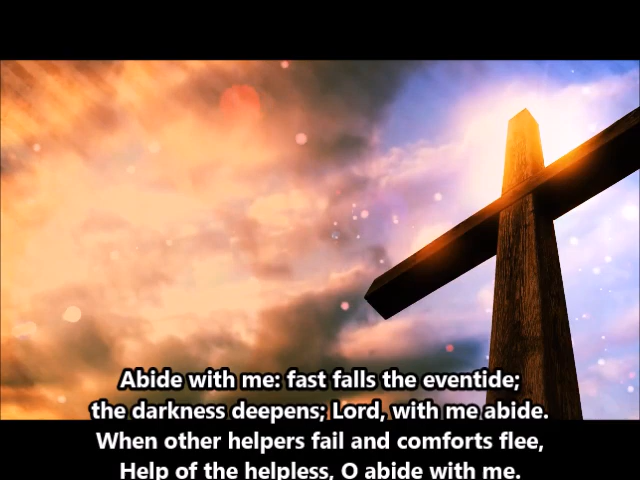 Abide with me: fast falls the eventide;
the darkness deepens; Lord, with me abide.
When other helpers fail and comforts flee,
Help of the helpless, O abide with me.